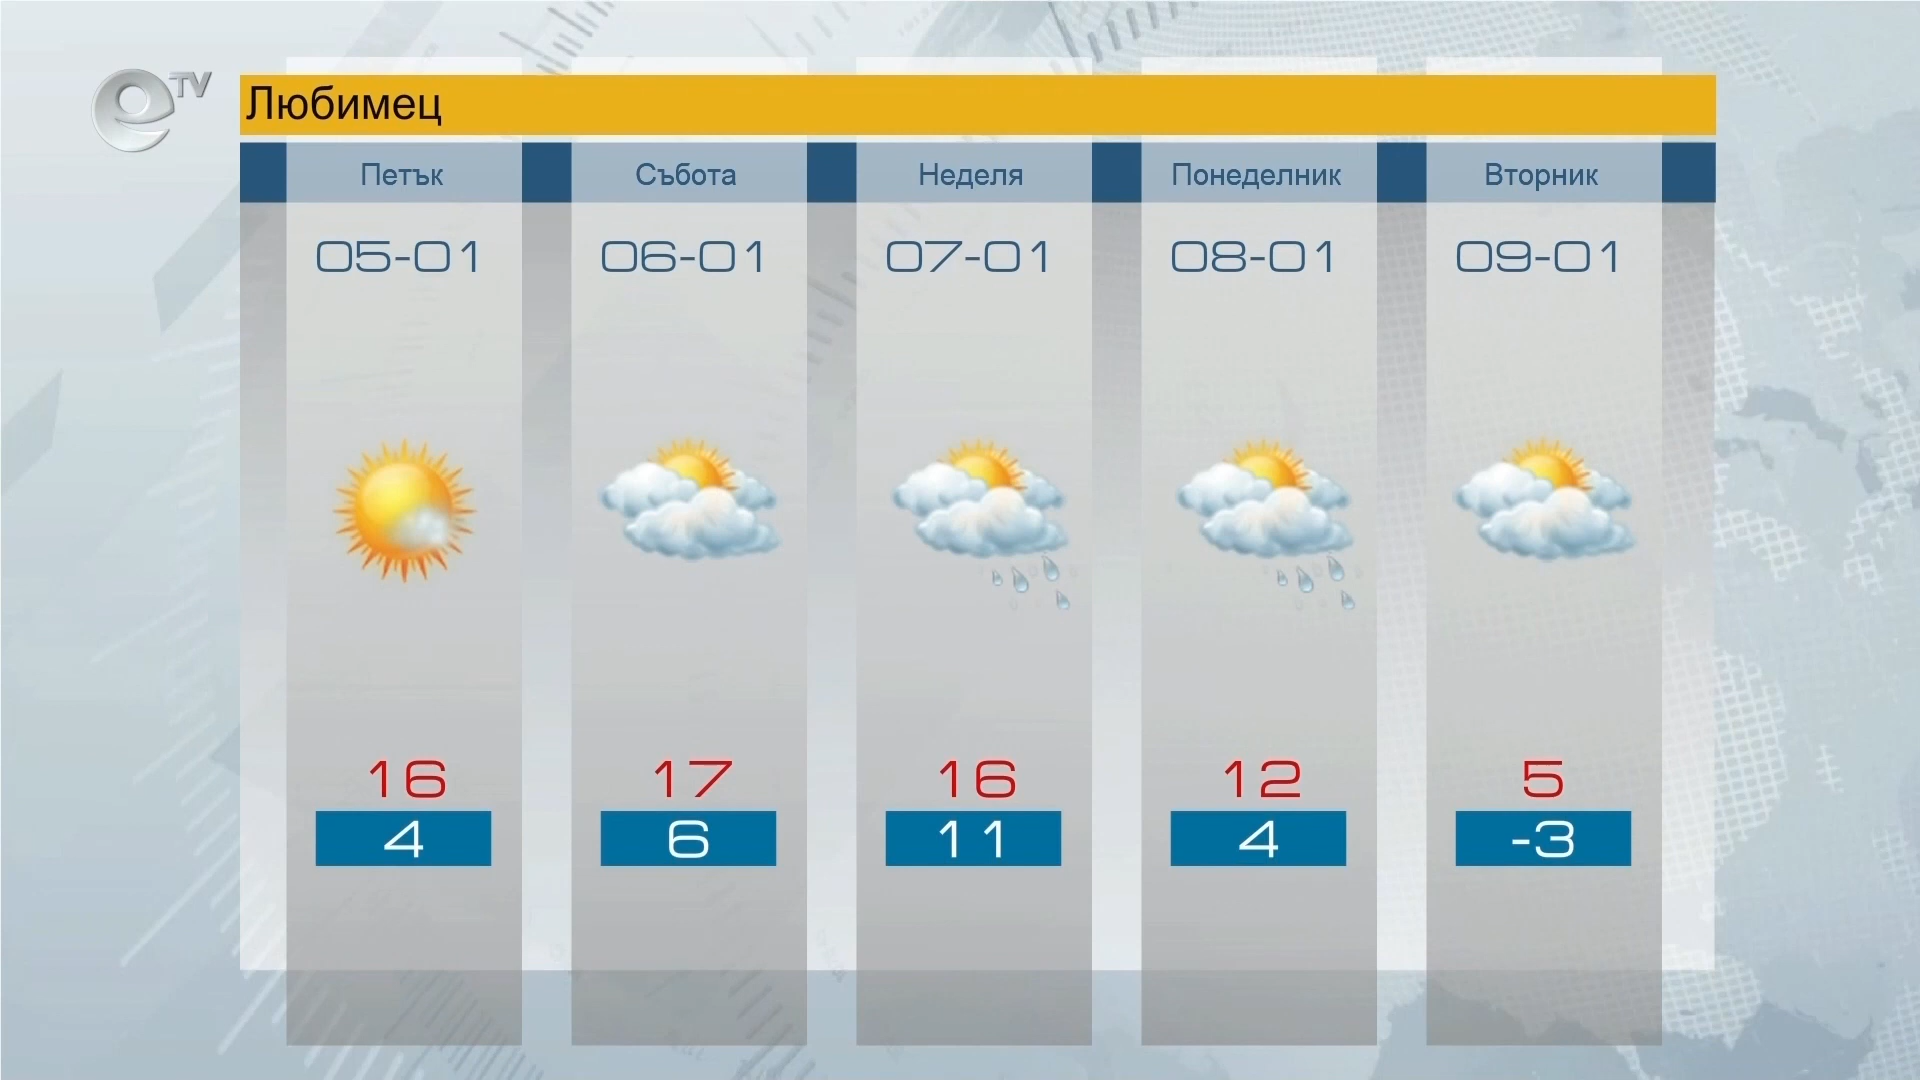 eTV
Любимец
Петък Събота Неделя Понеделник Вторник
05-01 06-01 07-01 08-01 09-01
16 17 16 12 5
4 6 11 4 -3